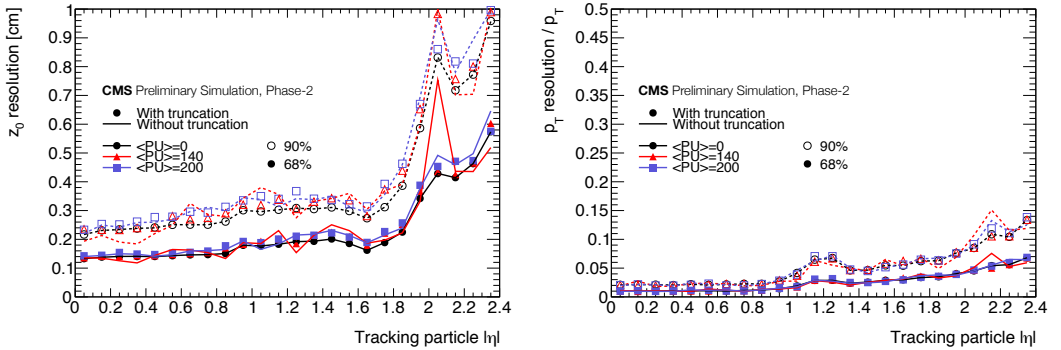 z0 resolution [cm]
1
0.9
0.8
0.7
0.6
0.5
0.4
0.3
0.2
0.1
0
CMS Preliminary Simulation, Phase-2
With truncation
Without truncation
<PU>=0
<PU>=140
<PU>=200
90%
68%
0 0.2 0.4 0.6 0.8 1 1.2 1.4 1.6 1.8 2 2.2 2.4
Tracking particle |η|
pT resolution / pT
0.5
0.45
0.4
0.35
0.3
0.25
0.2
0.15
0.1
0.05
0
CMS Preliminary Simulation, Phase-2
With truncation
Without truncation
<PU>=0
<PU>=140
<PU>=200
90%
68%
0 0.2 0.4 0.6 0.8 1 1.2 1.4 1.6 1.8 2 2.2 2.4
Tracking particle |η|